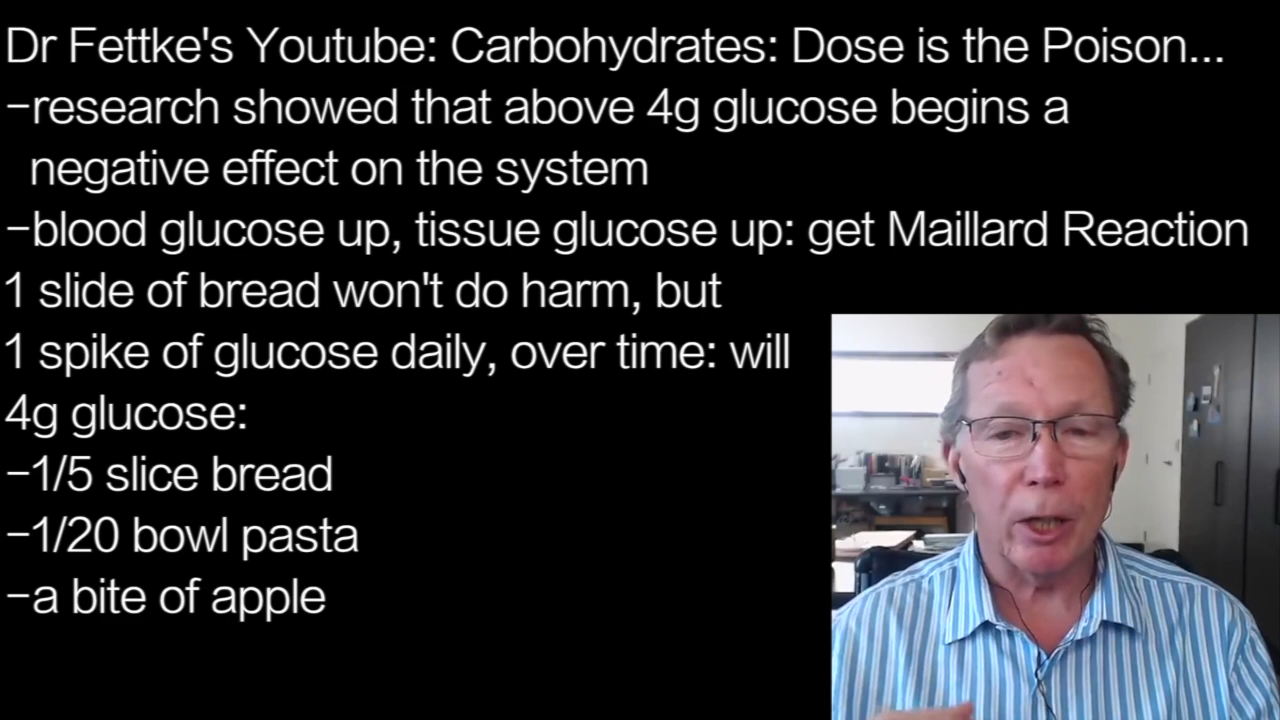 Dr Fettke's Youtube: Carbohydrates: Dose is the Poison...
–research showed that above 4g glucose begins a
negative effect on the system
–blood glucose up, tissue glucose up: get Maillard Reaction
1 slide of bread won't do harm, but
1 spike of glucose daily, over time: will
4g glucose:
–1/5 slice bread
–1/20 bowl pasta
–a bite of apple